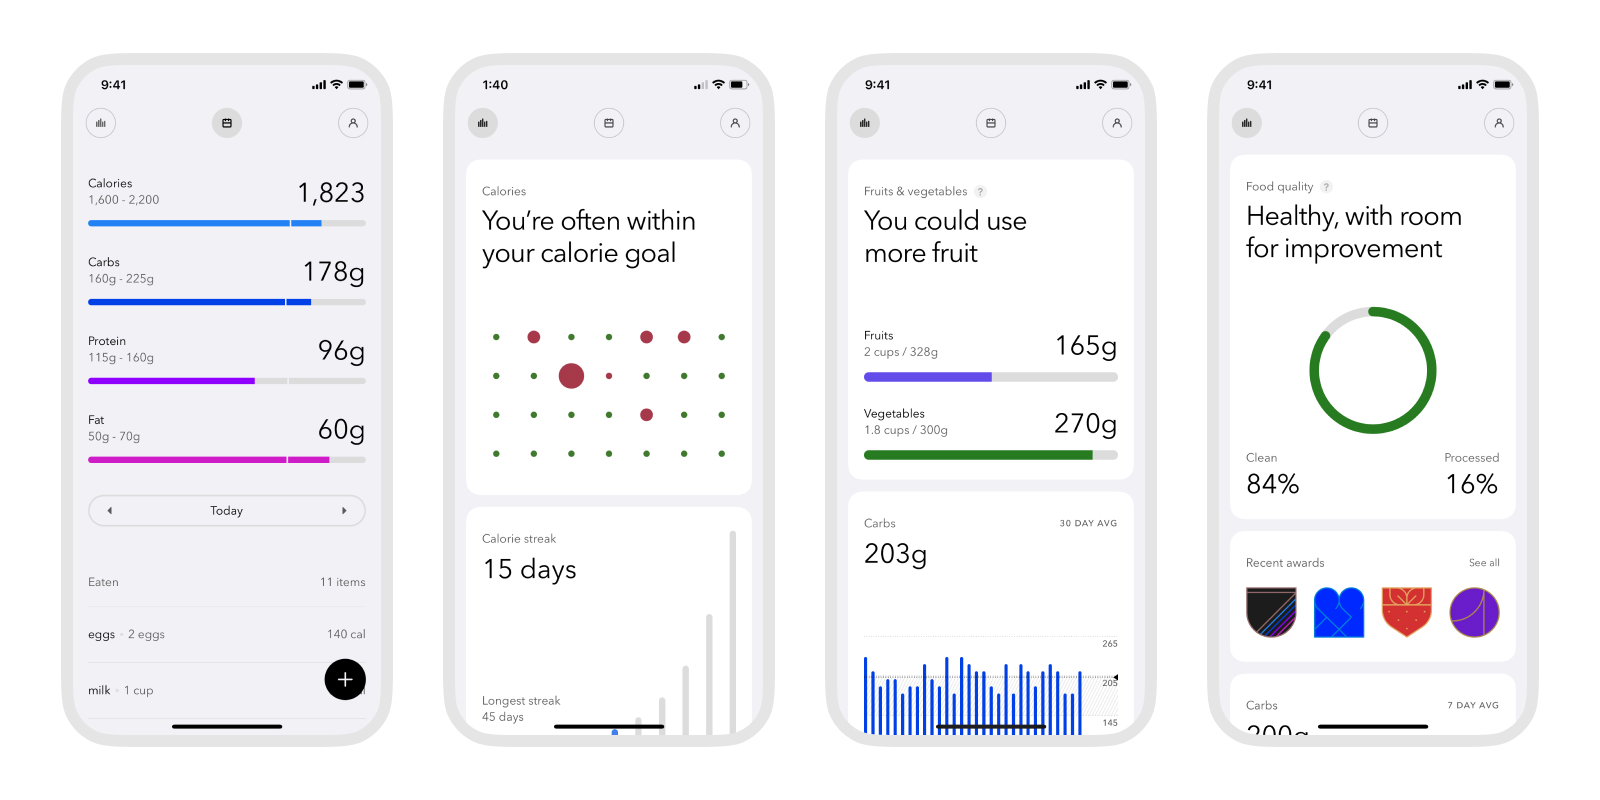 9:41
Calories
1,600 - 2,200
1,823
Carbs
160g - 225g
178g
Protein
115g - 160g
96g
Fat
50g - 70g
60g
Today
Eaten
11 items
eggs • 2 eggs
140 cal
milk • 1 cup
1:40
Calories
You're often within
your calorie goal
Calorie streak
15 days
Longest streak
45 days
9:41
Fruits & vegetables ?
You could use
more fruit
Fruits
2 cups / 328g
165g
Vegetables
1.8 cups / 300g
270g
Carbs
30 DAY AVG
203g
265
205
145
9:41
Food quality ?
Healthy, with room
for improvement
Clean
Processed
84%
16%
Recent awards
See all
Carbs
7 DAY AVG
200g